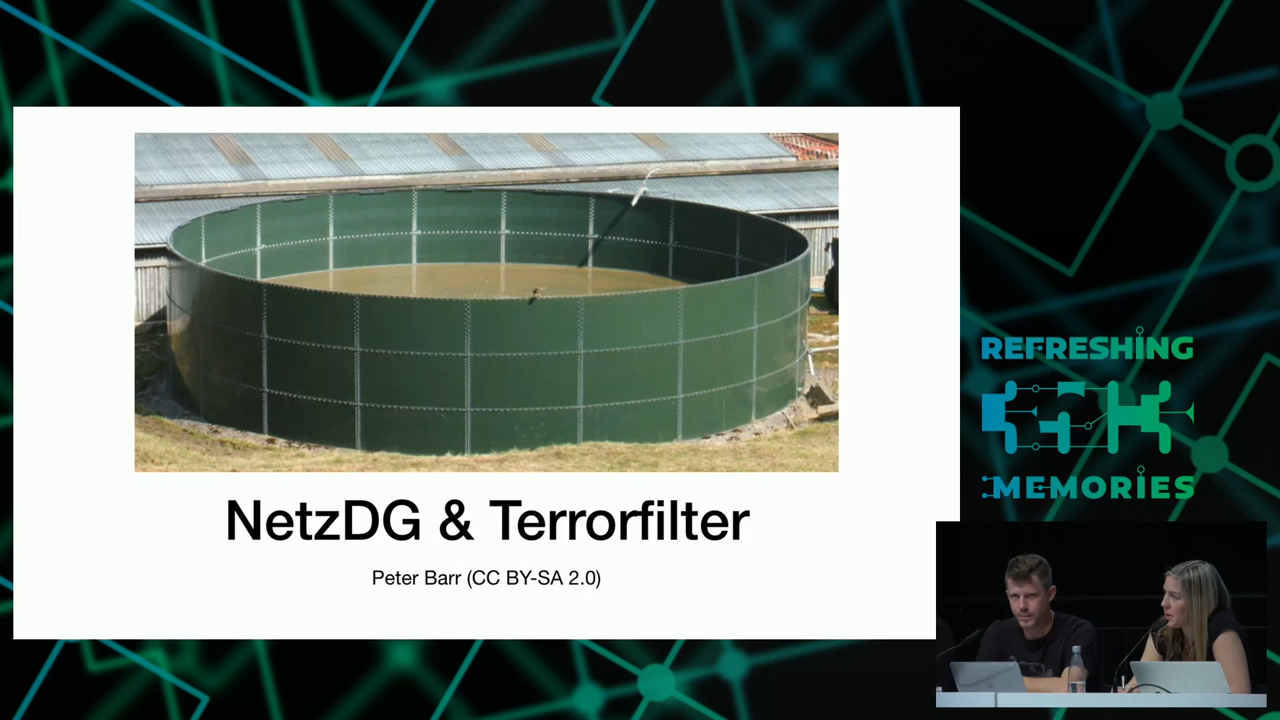 NetzDG & Terrorfilter
Peter Barr (CC BY-SA 2.0)
REFRESHING
MEMORIES